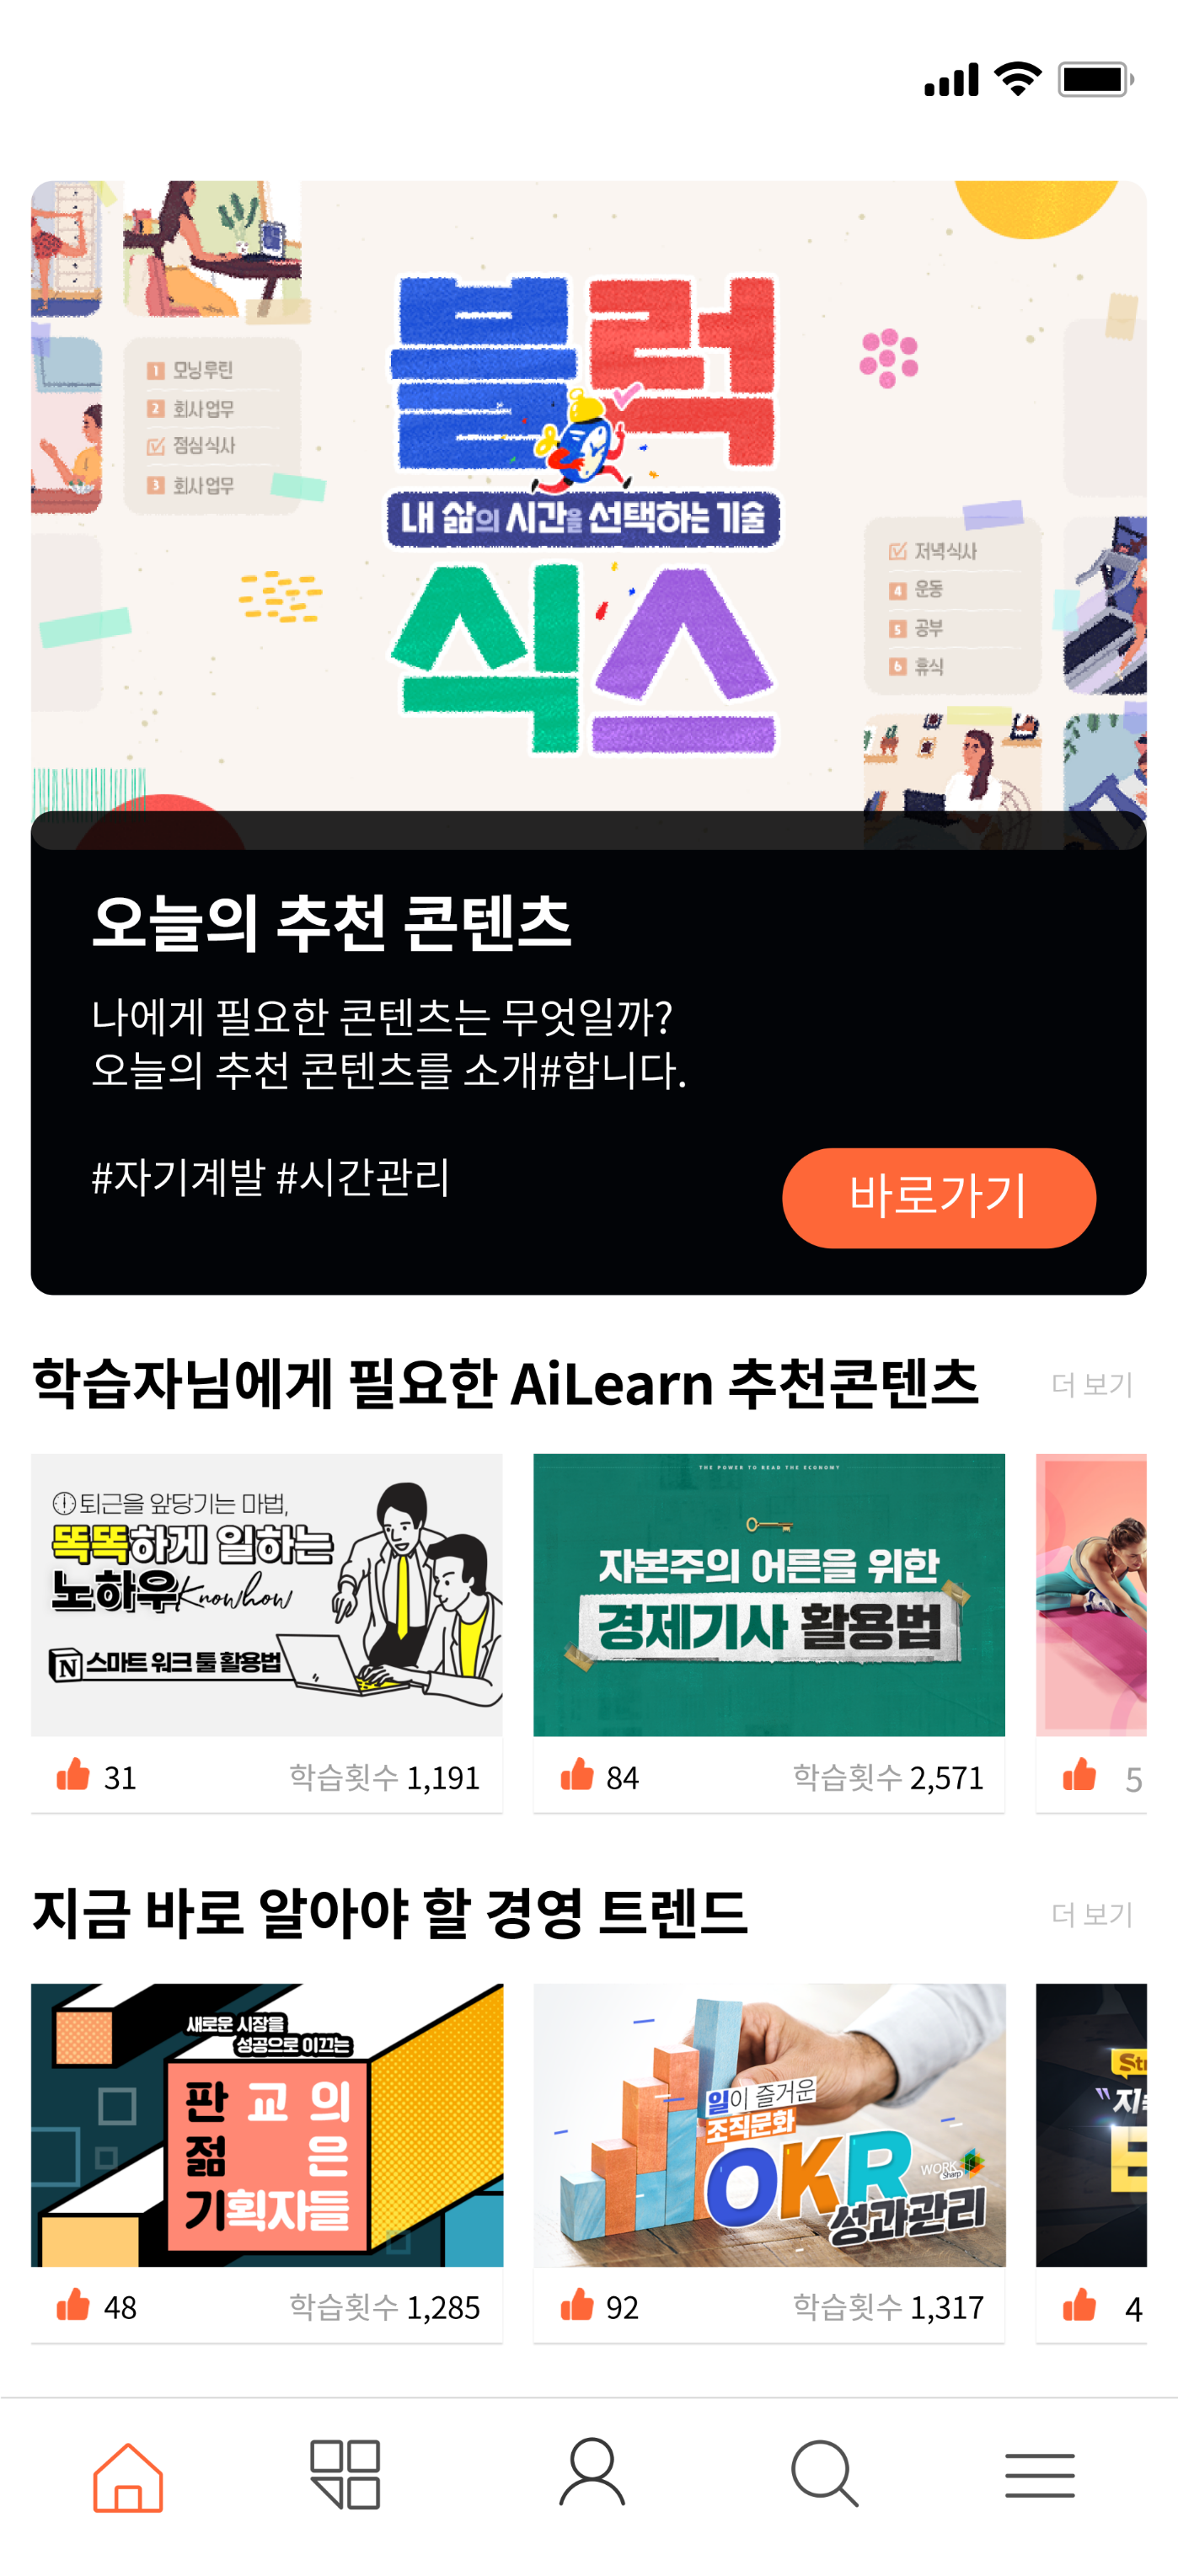 블럭
내 삶의 시간을 선택하는 기술
식스
1 모닝루틴
2 회사업무
점심식사
3 회사업무
저녁식사
4 운동
5 공부
6 휴식
오늘의 추천 콘텐츠
나에게 필요한 콘텐츠는 무엇일까?
오늘의 추천 콘텐츠를 소개#합니다.
#자기계발 #시간관리
바로가기
학습자님에게 필요한 AiLearn 추천콘텐츠
더 보기
퇴근을 앞당기는 마법,
똑똑하게 일하는
노하우 Knowhow
N 스마트 워크 툴 활용법
THE POWER TO READ THE ECONOMY
자본주의 어른을 위한
경제기사 활용법
31 학습횟수 1,191
84 학습횟수 2,571
5
지금 바로 알아야 할 경영 트렌드
더 보기
새로운 시장을
성공으로 이끄는
판교의
젊은
기획자들
일이 즐거운
조직문화
OKR
WORK
Sharp
성과관리
48 학습횟수 1,285
92 학습횟수 1,317
4